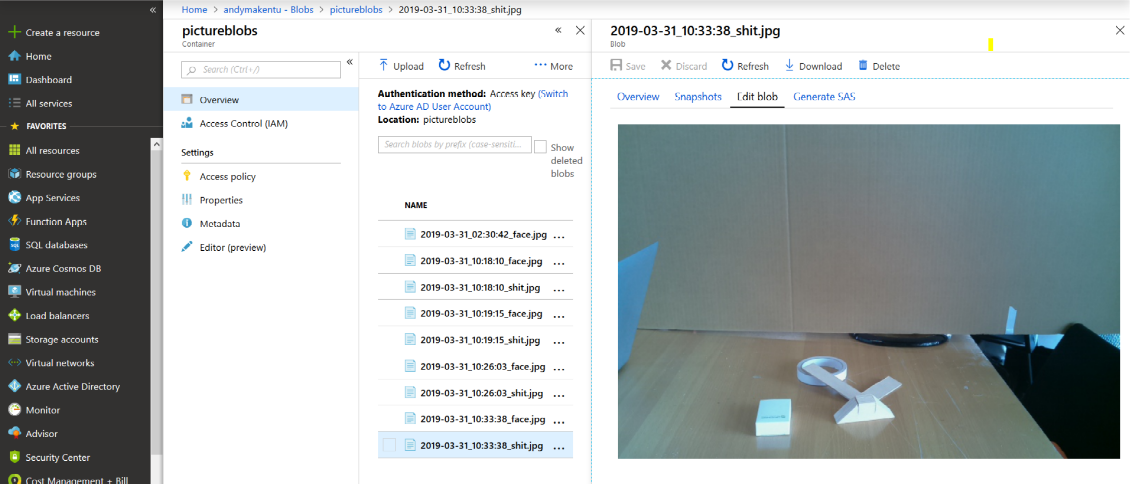 Home > andymakentu - Blobs > pictureblobs > 2019-03-31_10:33:38_shit.jpg
«
Create a resource
Home
Dashboard
All services
FAVORITES
All resources
Resource groups
App Services
Function Apps
SQL databases
Azure Cosmos DB
Virtual machines
Load balancers
Storage accounts
Virtual networks
Azure Active Directory
Monitor
Advisor
Security Center
Cost Management + Bill
pictureblobs
Container
«
Search (Ctrl+/)
«
Overview
Access Control (IAM)
Settings
Access policy
Properties
Metadata
Editor (preview)
Upload Refresh ... More
Authentication method: Access key (Switch
to Azure AD User Account)
Location: pictureblobs
Search blobs by prefix (case-sensiti...
Show
deleted
blobs
NAME
2019-03-31_02:30:42_face.jpg ...
2019-03-31_10:18:10_face.jpg ...
2019-03-31_10:18:10_shit.jpg ...
2019-03-31_10:19:15_face.jpg ...
2019-03-31_10:19:15_shit.jpg ...
2019-03-31_10:26:03_face.jpg ...
2019-03-31_10:26:03_shit.jpg ...
2019-03-31_10:33:38_face.jpg ...
2019-03-31_10:33:38_shit.jpg ...
2019-03-31_10:33:38_shit.jpg
Blob
Save Discard Refresh Download Delete
Overview Snapshots Edit blob Generate SAS